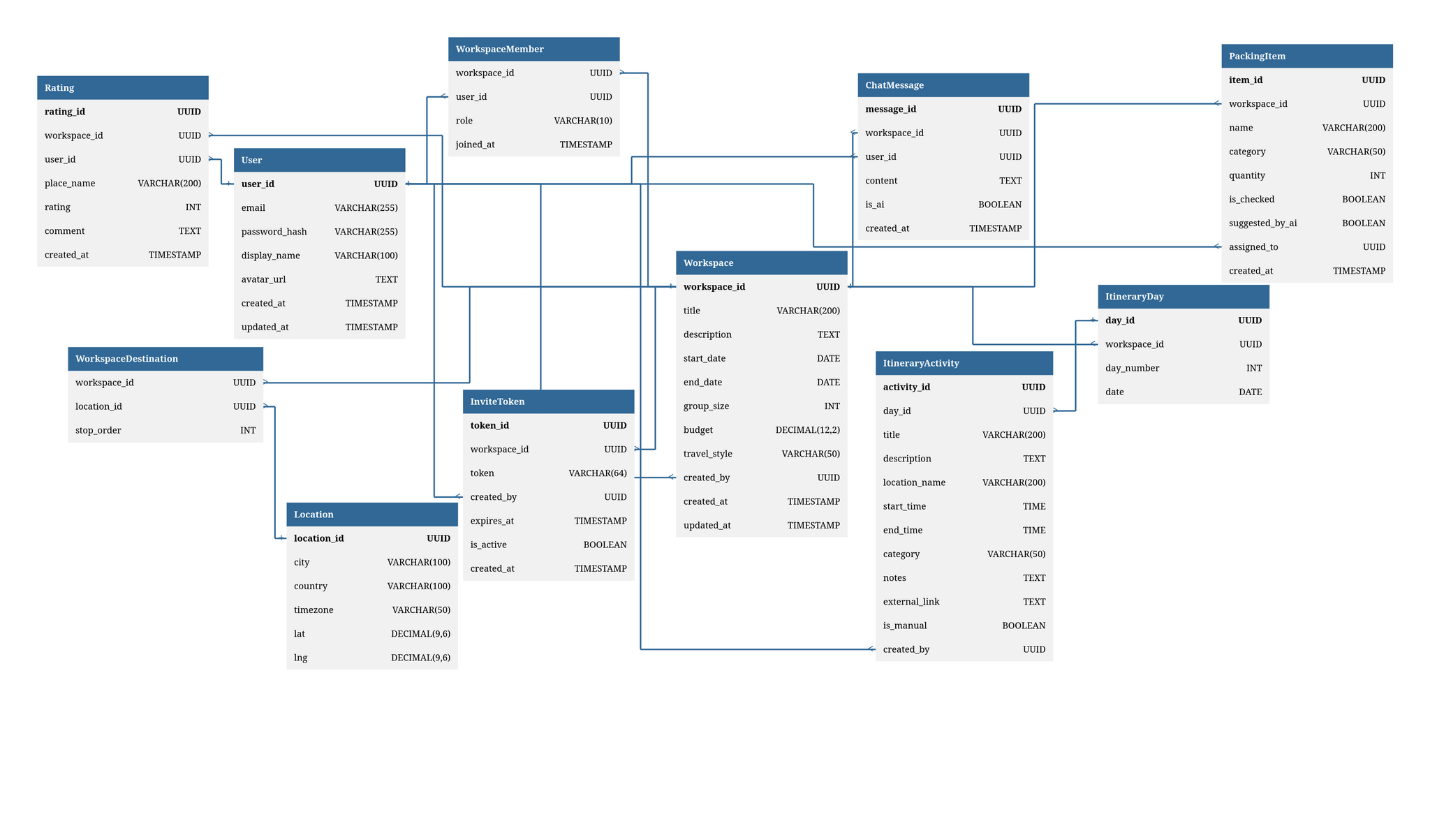 Rating
rating_id UUID
workspace_id UUID
user_id UUID
place_name VARCHAR(200)
rating INT
comment TEXT
created_at TIMESTAMP
User
user_id UUID
email VARCHAR(255)
password_hash VARCHAR(255)
display_name VARCHAR(100)
avatar_url TEXT
created_at TIMESTAMP
updated_at TIMESTAMP
WorkspaceMember
workspace_id UUID
user_id UUID
role VARCHAR(10)
joined_at TIMESTAMP
ChatMessage
message_id UUID
workspace_id UUID
user_id UUID
content TEXT
is_ai BOOLEAN
created_at TIMESTAMP
PackingItem
item_id UUID
workspace_id UUID
name VARCHAR(200)
category VARCHAR(50)
quantity INT
is_checked BOOLEAN
suggested_by_ai BOOLEAN
assigned_to UUID
created_at TIMESTAMP
WorkspaceDestination
workspace_id UUID
location_id UUID
stop_order INT
Location
location_id UUID
city VARCHAR(100)
country VARCHAR(100)
timezone VARCHAR(50)
lat DECIMAL(9,6)
lng DECIMAL(9,6)
InviteToken
token_id UUID
workspace_id UUID
token VARCHAR(64)
created_by UUID
expires_at TIMESTAMP
is_active BOOLEAN
created_at TIMESTAMP
Workspace
workspace_id UUID
title VARCHAR(200)
description TEXT
start_date DATE
end_date DATE
group_size INT
budget DECIMAL(12,2)
travel_style VARCHAR(50)
created_by UUID
created_at TIMESTAMP
updated_at TIMESTAMP
ItineraryActivity
activity_id UUID
day_id UUID
title VARCHAR(200)
description TEXT
location_name VARCHAR(200)
start_time TIME
end_time TIME
category VARCHAR(50)
notes TEXT
external_link TEXT
is_manual BOOLEAN
created_by UUID
ItineraryDay
day_id UUID
workspace_id UUID
day_number INT
date DATE